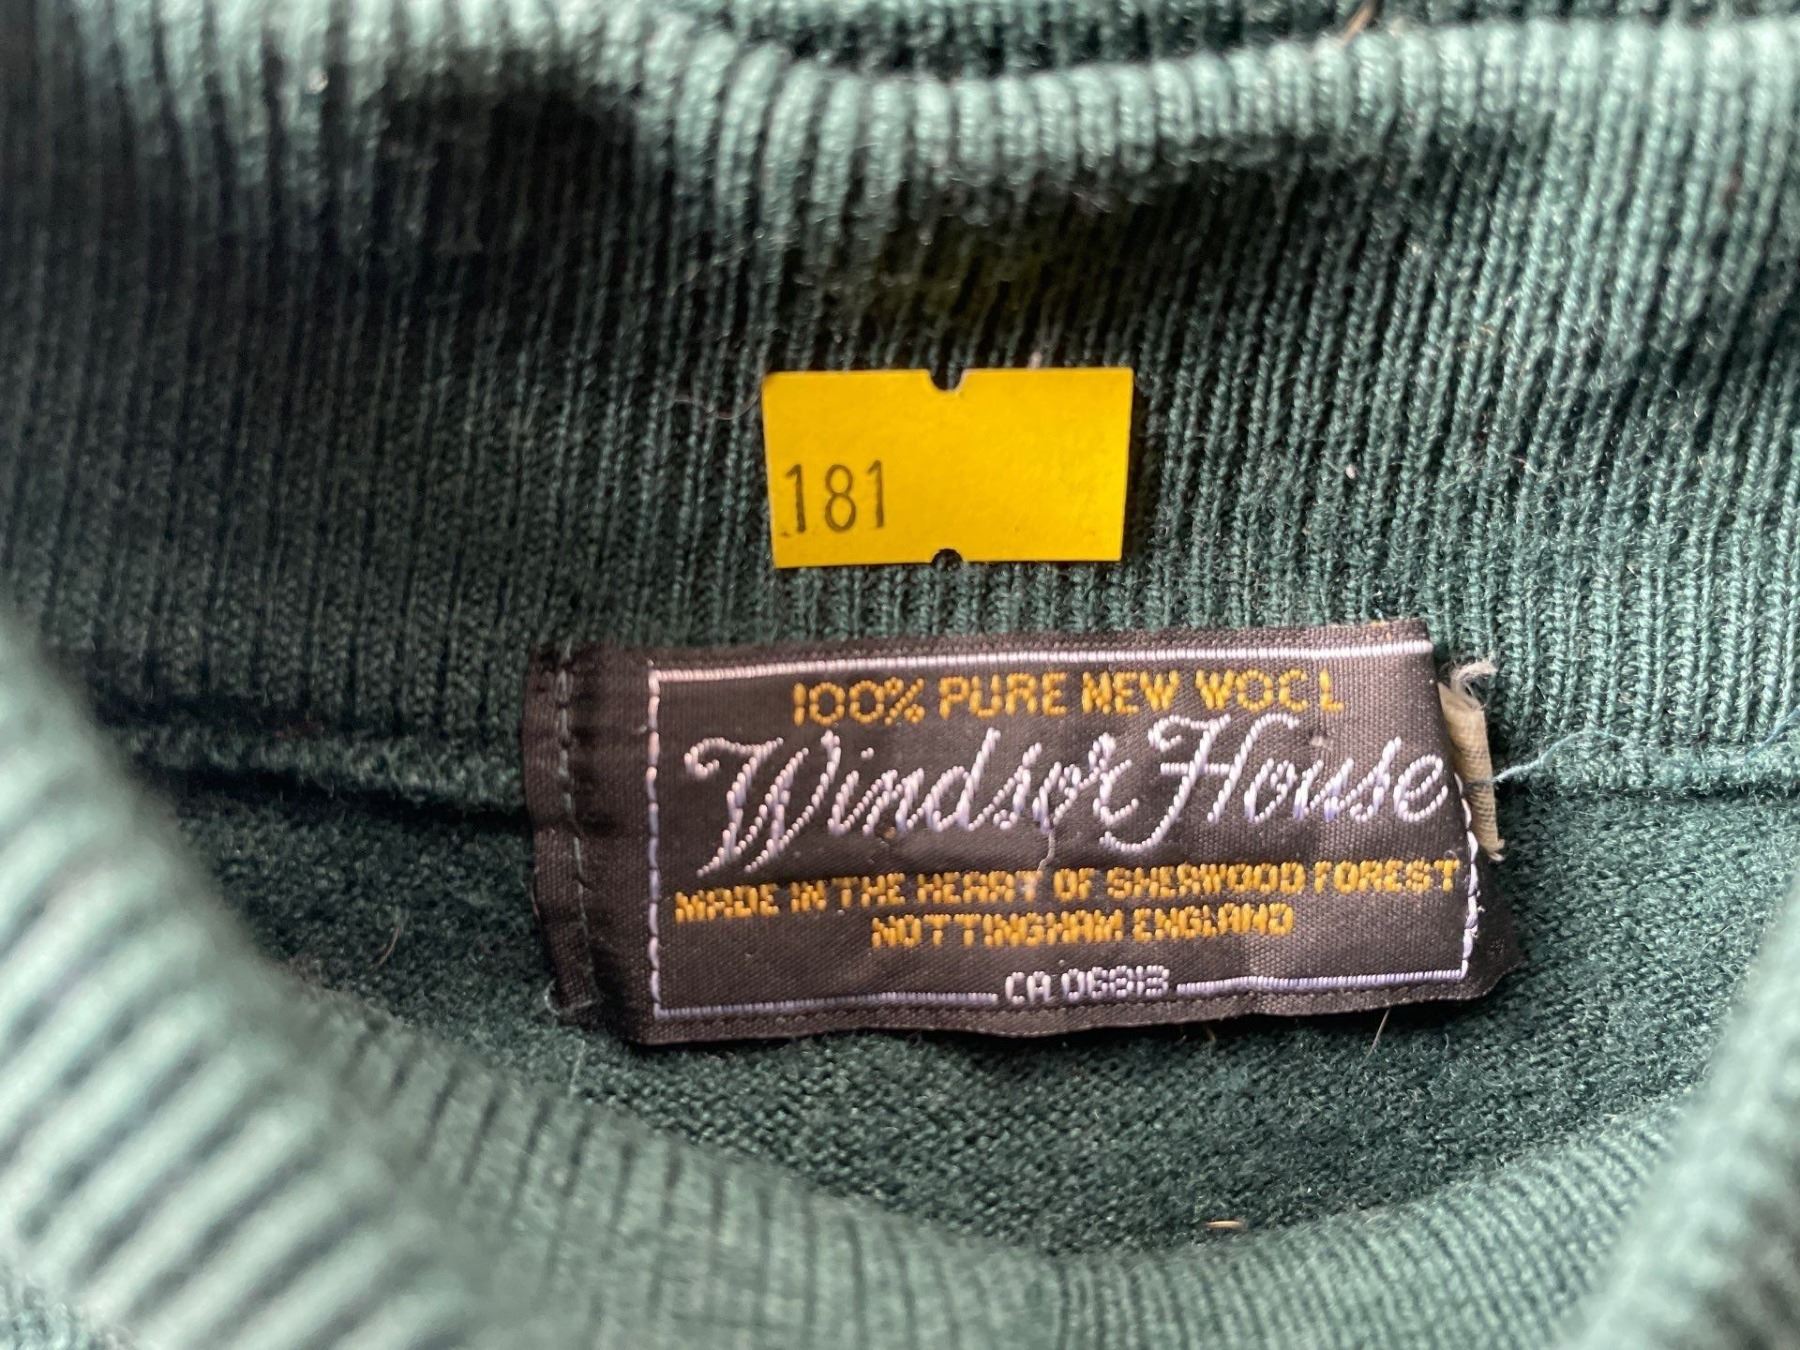 181
100% PURE NEW WOOL
Windsor House
MADE IN THE HEART OF SHERWOOD FOREST
NOTTINGHAM ENGLAND
CA 06813